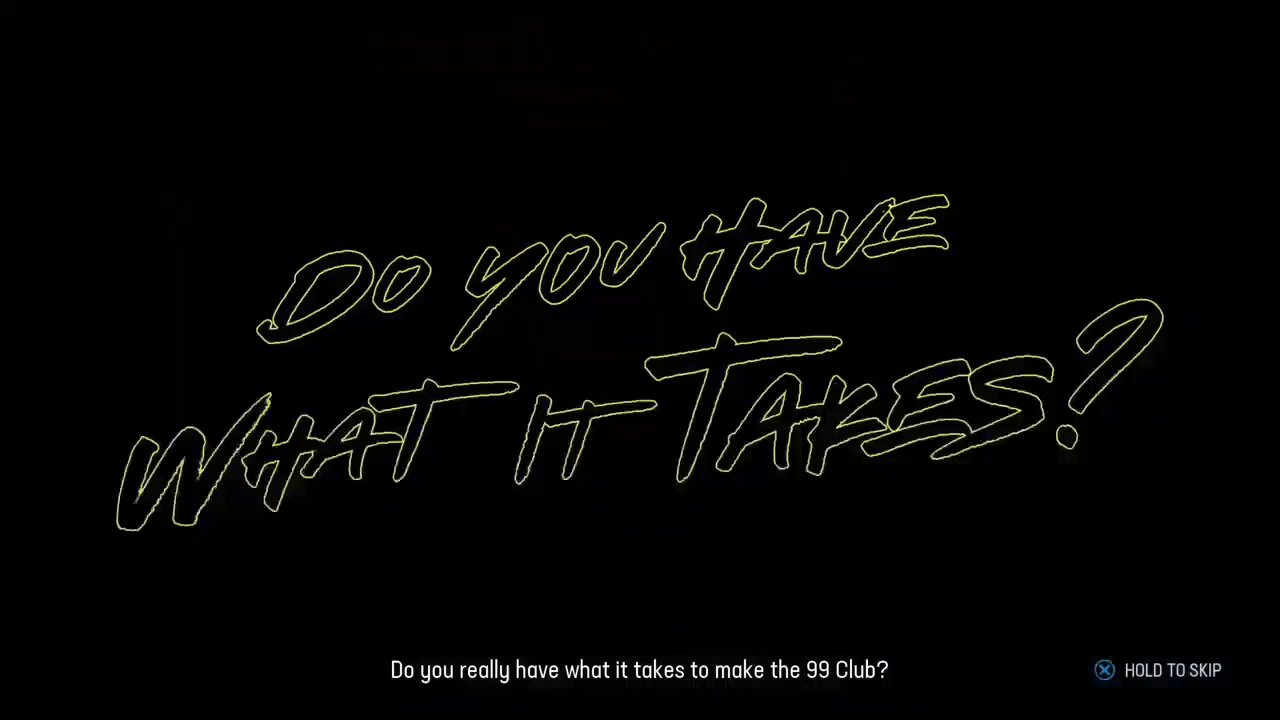 DO YOU HAVE
WHAT IT TAKES?
Do you really have what it takes to make the 99 Club?
HOLD TO SKIP